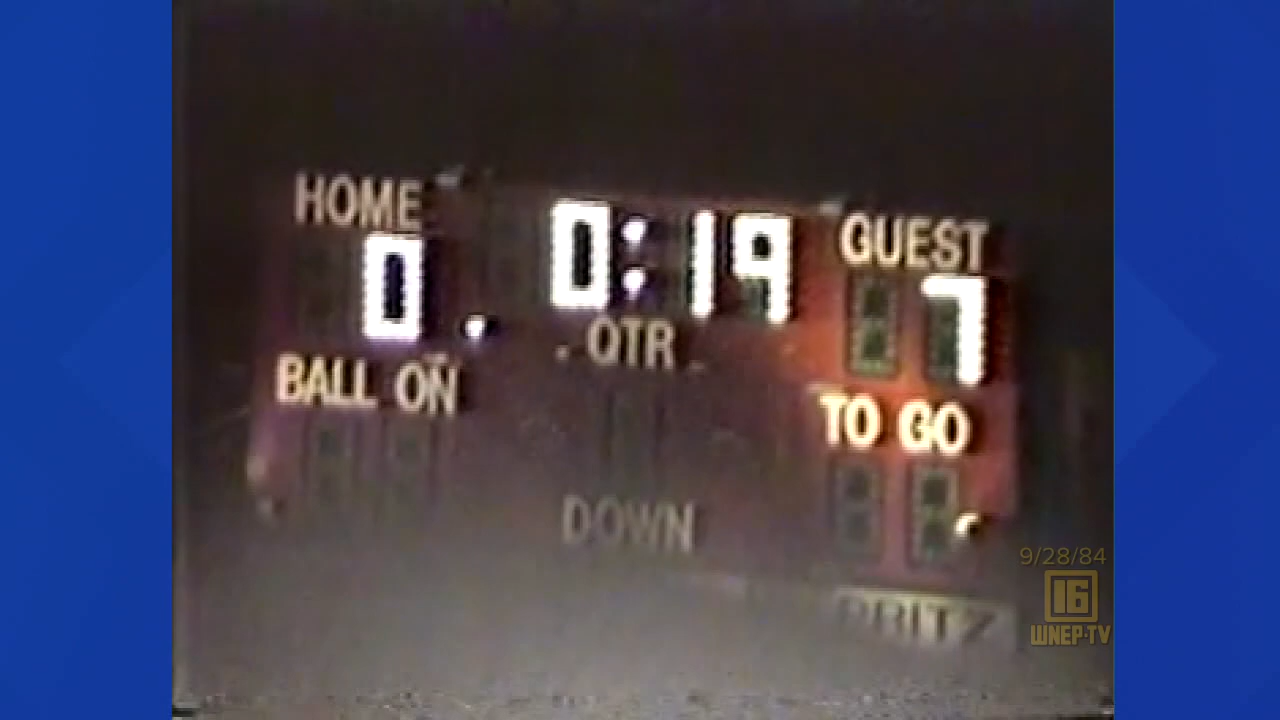 HOME 0:19 GUEST
0 7
QTR
BALL ON TO GO
DOWN
9/28/84
16
WNEP-TV